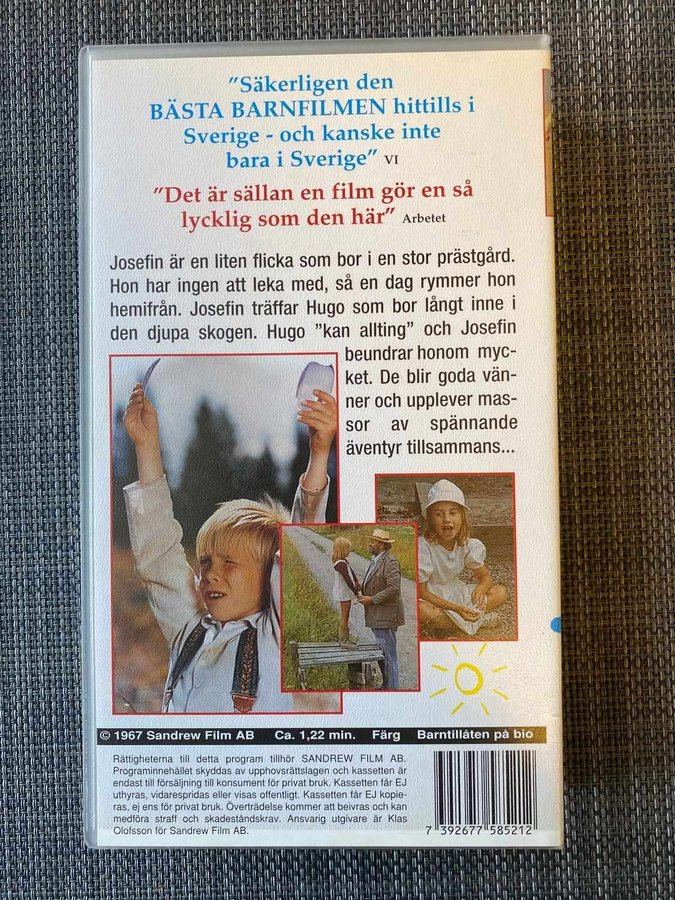 ”Säkerligen den
BÄSTA BARNFILMEN hittills i
Sverige - och kanske inte
bara i Sverige” VI
”Det är sällan en film gör en så
lycklig som den här” Arbetet
Josefin är en liten flicka som bor i en stor prästgård.
Hon har ingen att leka med, så en dag rymmer hon
hemifrån. Josefin träffar Hugo som bor långt inne i
den djupa skogen. Hugo ”kan allting” och Josefin
beundrar honom myc-
ket. De blir goda vän-
ner och upplever mas-
sor av spännande
äventyr tillsammans...
© 1967 Sandrew Film AB Ca. 1,22 min. Färg Barntillåten på bio
Rättigheterna till detta program tillhör SANDREW FILM AB.
Programinnehållet skyddas av upphovsrättslagen och kassetten är
endast till försäljning till konsument för privat bruk. Kassetten får EJ
uthyras, vidarespridas eller visas offentligt. Kassetten får EJ kopie-
ras, ej ens för privat bruk. Överträdelse kommer att beivras och kan
medföra straff och skadeståndskrav. Ansvarig utgivare är Klas
Olofsson för Sandrew Film AB.
7 392677 585212